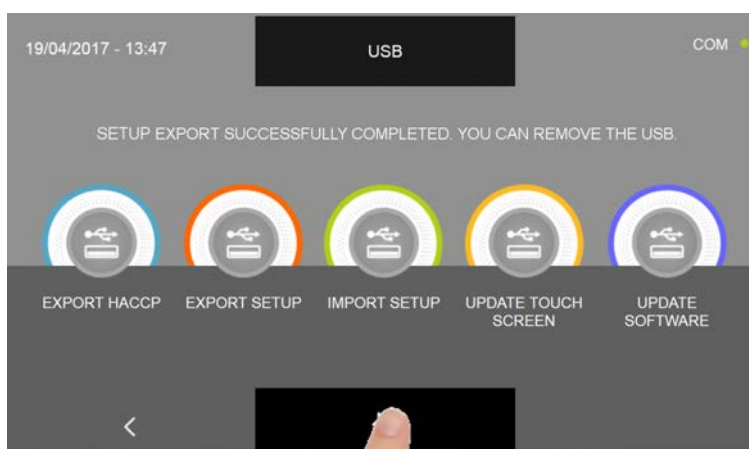 19/04/2017 - 13:47
USB
COM
SETUP EXPORT SUCCESSFULLY COMPLETED. YOU CAN REMOVE THE USB.
EXPORT HACCP
EXPORT SETUP
IMPORT SETUP
UPDATE TOUCH
SCREEN
UPDATE
SOFTWARE